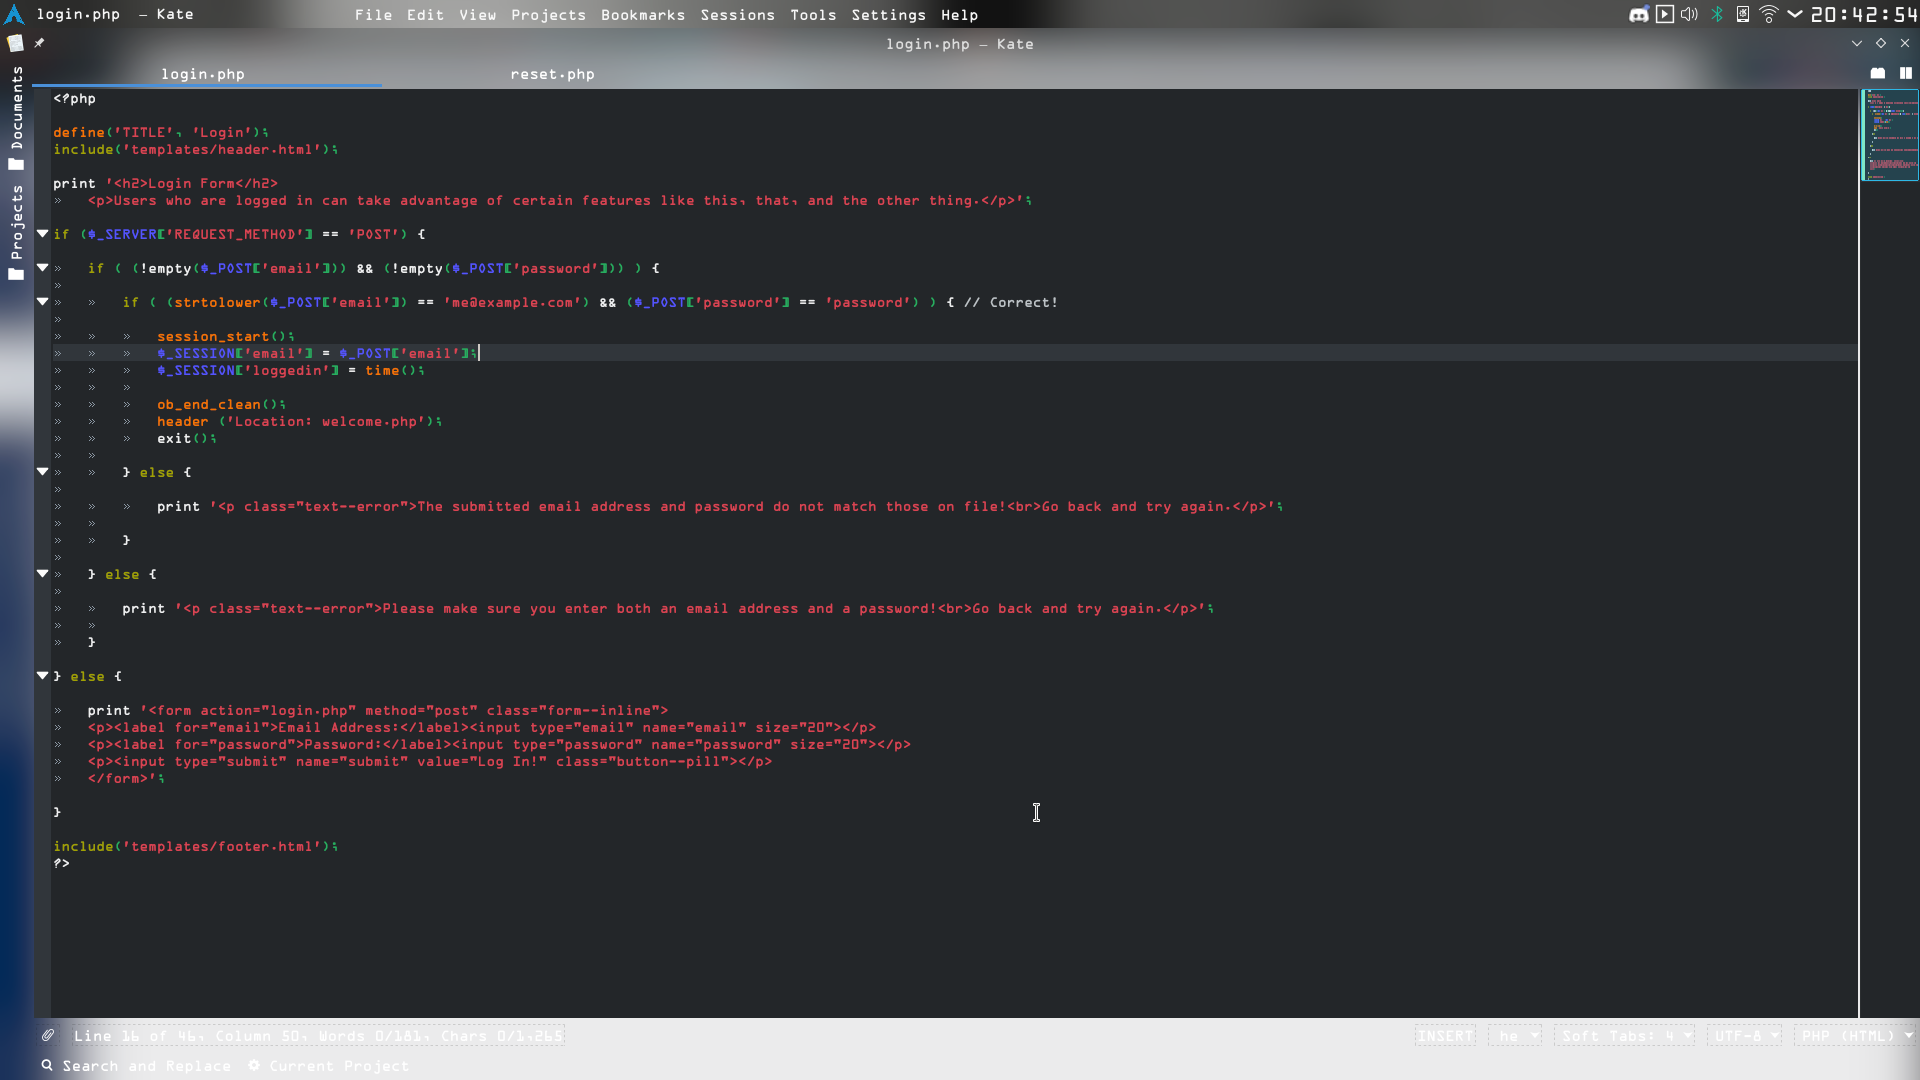 login.php — Kate
File Edit View Projects Bookmarks Sessions Tools Settings Help
20:42:54
login.php — Kate
login.php
reset.php
Documents
Projects
<?php
define('TITLE', 'Login');
include('templates/header.html');
print '<h2>Login Form</h2>
» <p>Users who are logged in can take advantage of certain features like this, that, and the other thing.</p>';
if ($_SERVER['REQUEST_METHOD'] == 'POST') {
» if ( (!empty($_POST['email'])) && (!empty($_POST['password'])) ) {
»
» » if ( (strtolower($_POST['email']) == 'me@example.com') && ($_POST['password'] == 'password') ) { // Correct!
»
» » » session_start();
» » » $_SESSION['email'] = $_POST['email'];
» » » $_SESSION['loggedin'] = time();
» » »
» » » ob_end_clean();
» » » header ('Location: welcome.php');
» » » exit();
» »
» » } else {
»
» » » print '<p class="text--error">The submitted email address and password do not match those on file!<br>Go back and try again.</p>';
» » »
» » }
»
» } else {
»
» » print '<p class="text--error">Please make sure you enter both an email address and a password!<br>Go back and try again.</p>';
» »
» }
} else {
» print '<form action="login.php" method="post" class="form--inline">
» <p><label for="email">Email Address:</label><input type="email" name="email" size="20"></p>
» <p><label for="password">Password:</label><input type="password" name="password" size="20"></p>
» <p><input type="submit" name="submit" value="Log In!" class="button--pill"></p>
» </form>';
}
include('templates/footer.html');
?>
Line 16 of 46, Column 50, Words 0/181, Chars 0/1,265
INSERT he Soft Tabs: 4 UTF-8 PHP (HTML)
Search and Replace Current Project